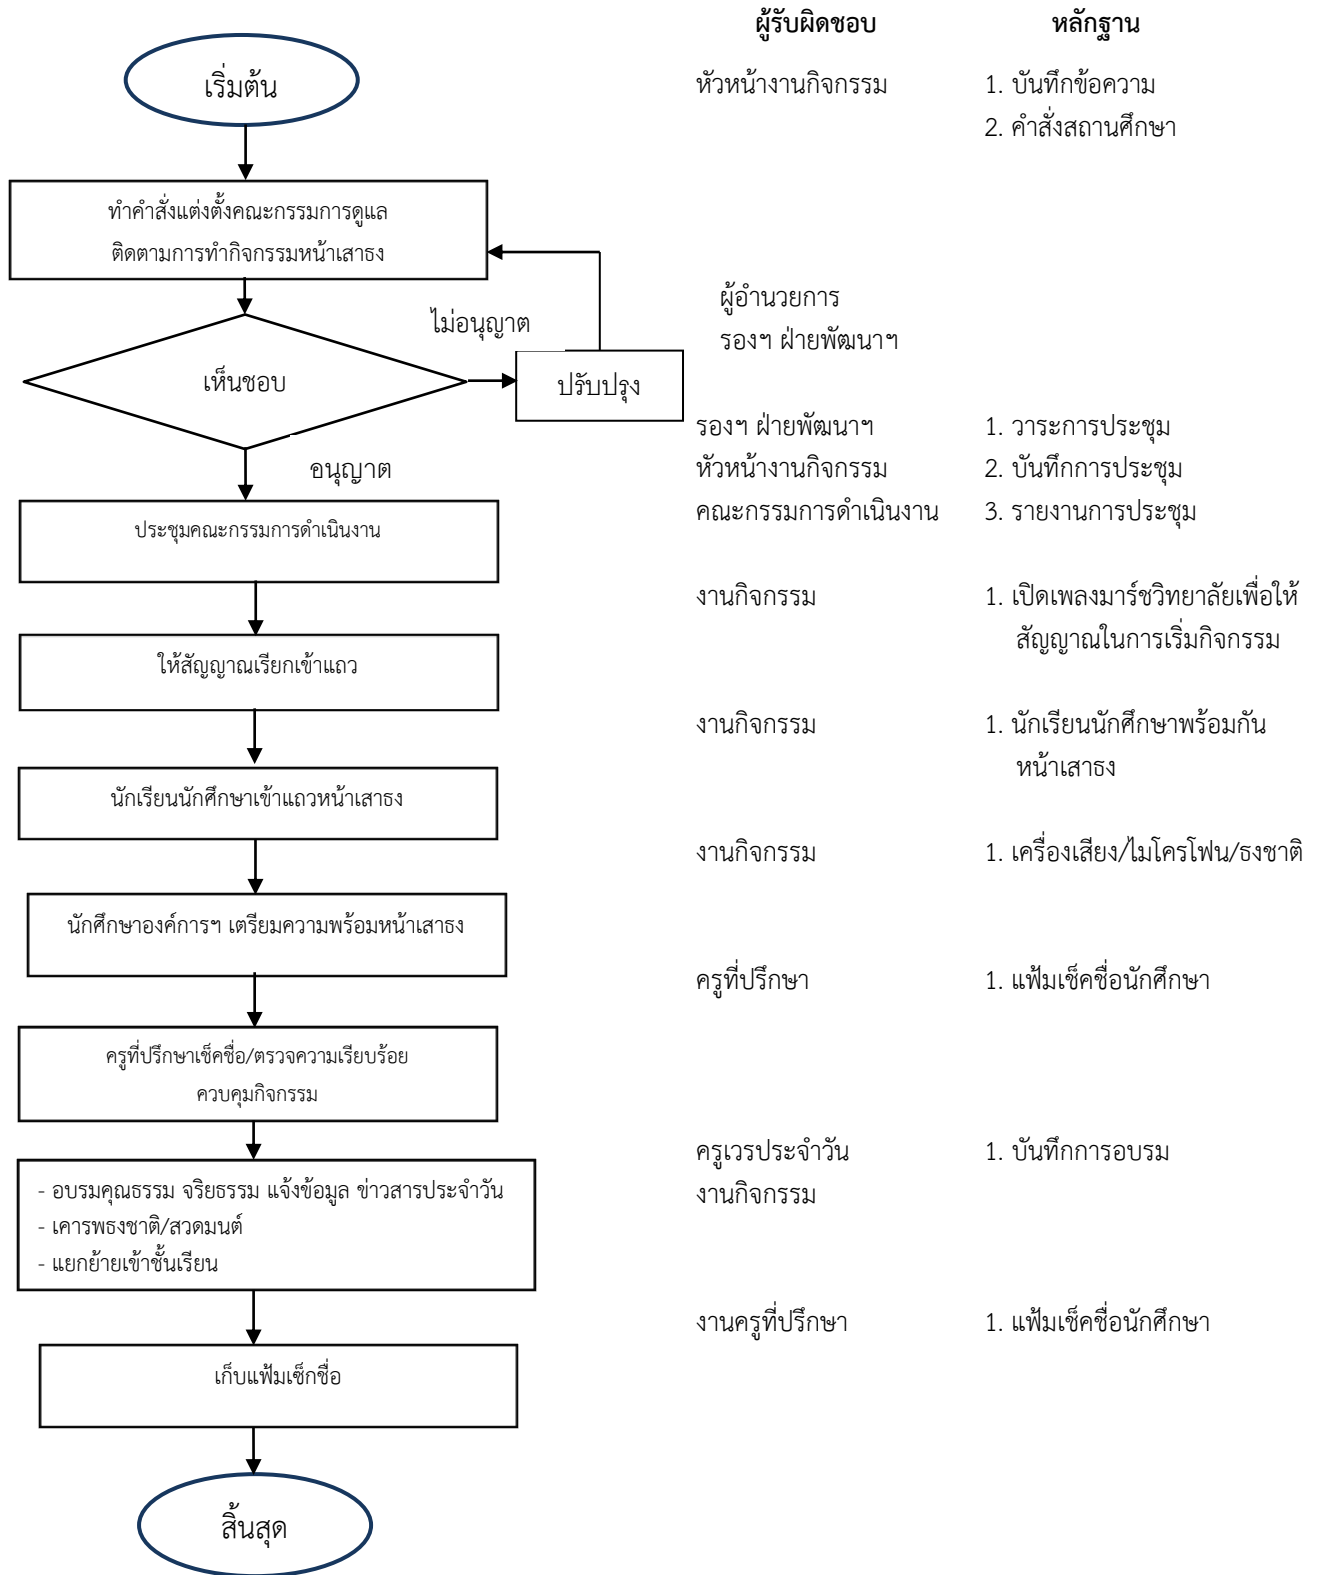 ผู้รับผิดชอบ หลักฐาน
เริ่มต้น
หัวหน้างานกิจกรรม 1. บันทึกข้อความ
2. คำสั่งสถานศึกษา
ทำคำสั่งแต่งตั้งคณะกรรมการดูแล
ติดตามการทำกิจกรรมหน้าเสาธง
ผู้อำนวยการ
รองฯ ฝ่ายพัฒนาฯ
ไม่อนุญาต
เห็นชอบ
ปรับปรุง
อนุญาต
รองฯ ฝ่ายพัฒนาฯ 1. วาระการประชุม
หัวหน้างานกิจกรรม 2. บันทึกการประชุม
คณะกรรมการดำเนินงาน 3. รายงานการประชุม
ประชุมคณะกรรมการดำเนินงาน
งานกิจกรรม 1. เปิดเพลงมาร์ชวิทยาลัยเพื่อให้
สัญญาณในการเริ่มกิจกรรม
ให้สัญญาณเรียกเข้าแถว
งานกิจกรรม 1. นักเรียนนักศึกษาพร้อมกัน
หน้าเสาธง
นักเรียนนักศึกษาเข้าแถวหน้าเสาธง
งานกิจกรรม 1. เครื่องเสียง/ไมโครโฟน/ธงชาติ
นักศึกษาองค์การฯ เตรียมความพร้อมหน้าเสาธง
ครูที่ปรึกษา 1. แฟ้มเช็คชื่อนักศึกษา
ครูที่ปรึกษาเช็คชื่อ/ตรวจความเรียบร้อย
ควบคุมกิจกรรม
ครูเวรประจำวัน 1. บันทึกการอบรม
งานกิจกรรม
- อบรมคุณธรรม จริยธรรม แจ้งข้อมูล ข่าวสารประจำวัน
- เคารพธงชาติ/สวดมนต์
- แยกย้ายเข้าชั้นเรียน
งานครูที่ปรึกษา 1. แฟ้มเช็คชื่อนักศึกษา
เก็บแฟ้มเช็กชื่อ
สิ้นสุด